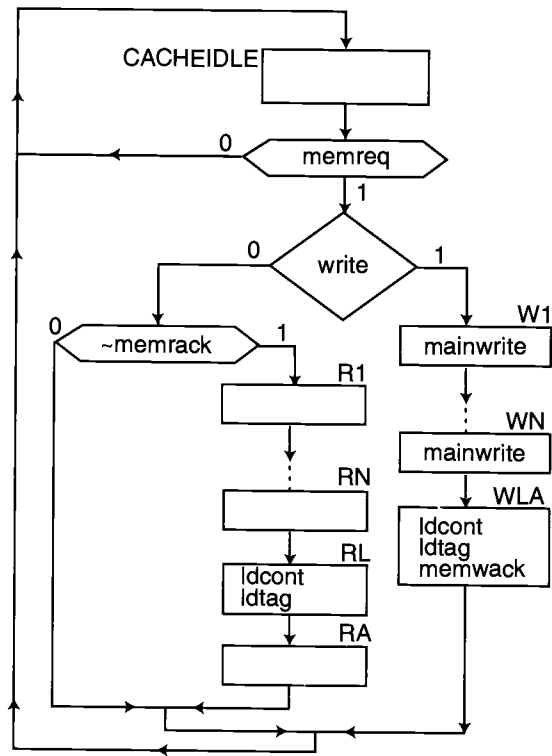 CACHEIDLE
0
memreq
1
0
write
1
0
~memrack
1
W1
mainwrite
R1
WN
mainwrite
RN
WLA
ldcont
ldtag
memwack
RL
ldcont
ldtag
RA